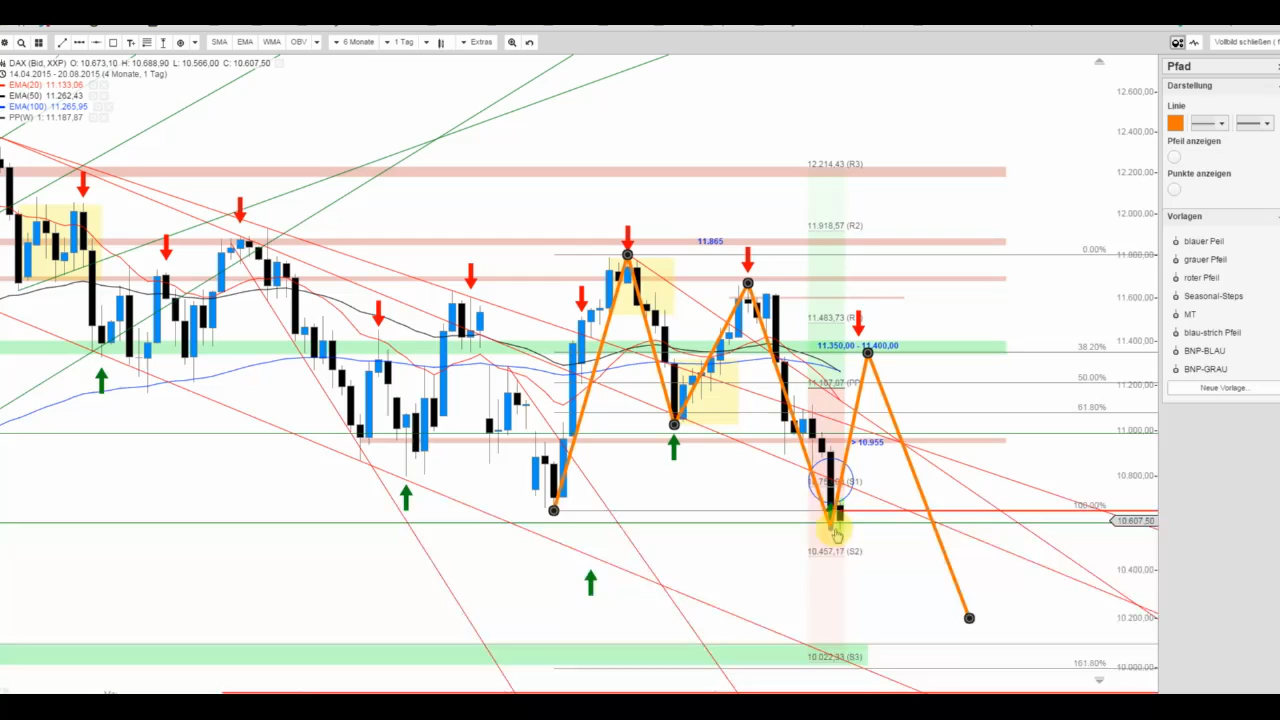 SMA EMA WMA OBV 6 Monate 1 Tag Extras Vollbild schließen ( f
DAX (Bid, XXP) O: 10.673,10 H: 10.688,90 L: 10.566,00 C: 10.607,50
14.04.2015 - 20.08.2015 (4 Monate, 1 Tag)
EMA(20) 11.133,06
EMA(50) 11.262,43
EMA(100) 11.265,95
PP(W) 1: 11.187,87
Pfad
Darstellung
Linie
Pfeil anzeigen
Punkte anzeigen
Vorlagen
blauer Peil
grauer Pfeil
roter Pfeil
Seasonal-Steps
MT
blau-strich Pfeil
BNP-BLAU
BNP-GRAU
Neue Vorlage...
12.600,00
12.400,00
12.200,00
12.000,00
11.800,00
11.600,00
11.400,00
11.200,00
11.000,00
10.800,00
10.607,50
10.400,00
10.200,00
10.000,00
12.214,43 (R3)
11.918,57 (R2)
11.865
0.00%
11.483,73 (R
11.350,00 - 11.400,00
38.20%
50.00%
61.80%
> 10.955
100.00%
10.457,17 (S2)
10.022,33 (S3)
161.80%